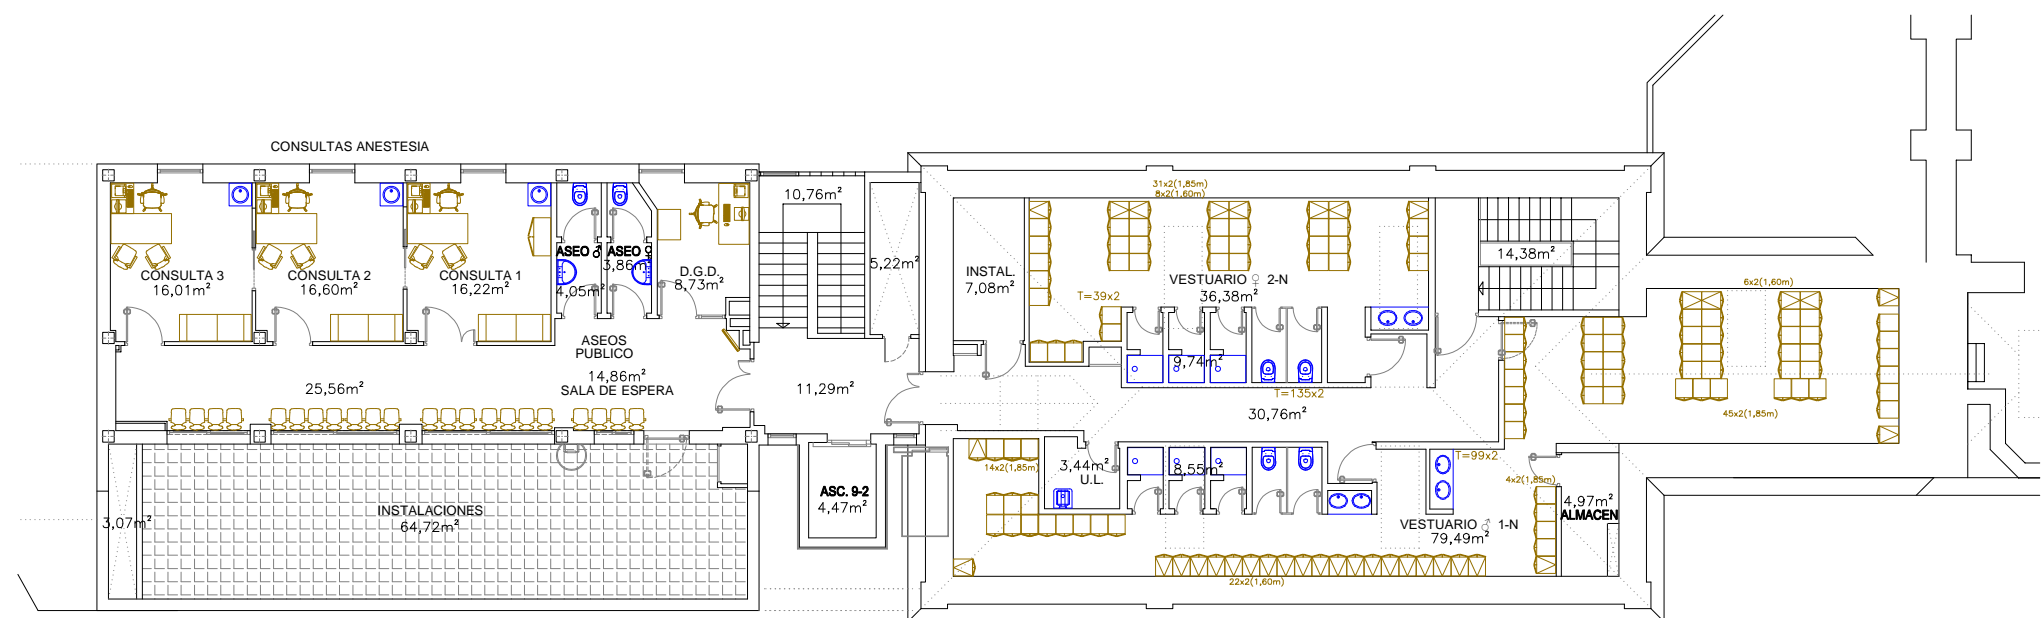 CONSULTAS ANESTESIA
CONSULTA 3
16,01m²
CONSULTA 2
16,60m²
CONSULTA 1
16,22m²
ASEO ♂
4,05m²
ASEO ♀
3,86m²
D.G.D.
8,73m²
10,76m²
5,22m²
ASEOS
PUBLICO
14,86m²
SALA DE ESPERA
25,56m²
11,29m²
INSTALACIONES
64,72m²
3,07m²
ASC. 9-2
4,47m²
INSTAL.
7,08m²
31x2(1,85m)
8x2(1,60m)
VESTUARIO ♀ 2-N
36,38m²
T=39x2
9,74m²
T=135x2
30,76m²
14,38m²
6x2(1,60m)
45x2(1,85m)
14x2(1,85m)
3,44m²
U.L.
8,55m²
T=99x2
4x2(1,85m)
4,97m²
ALMACEN
VESTUARIO ♂ 1-N
79,49m²
22x2(1,60m)